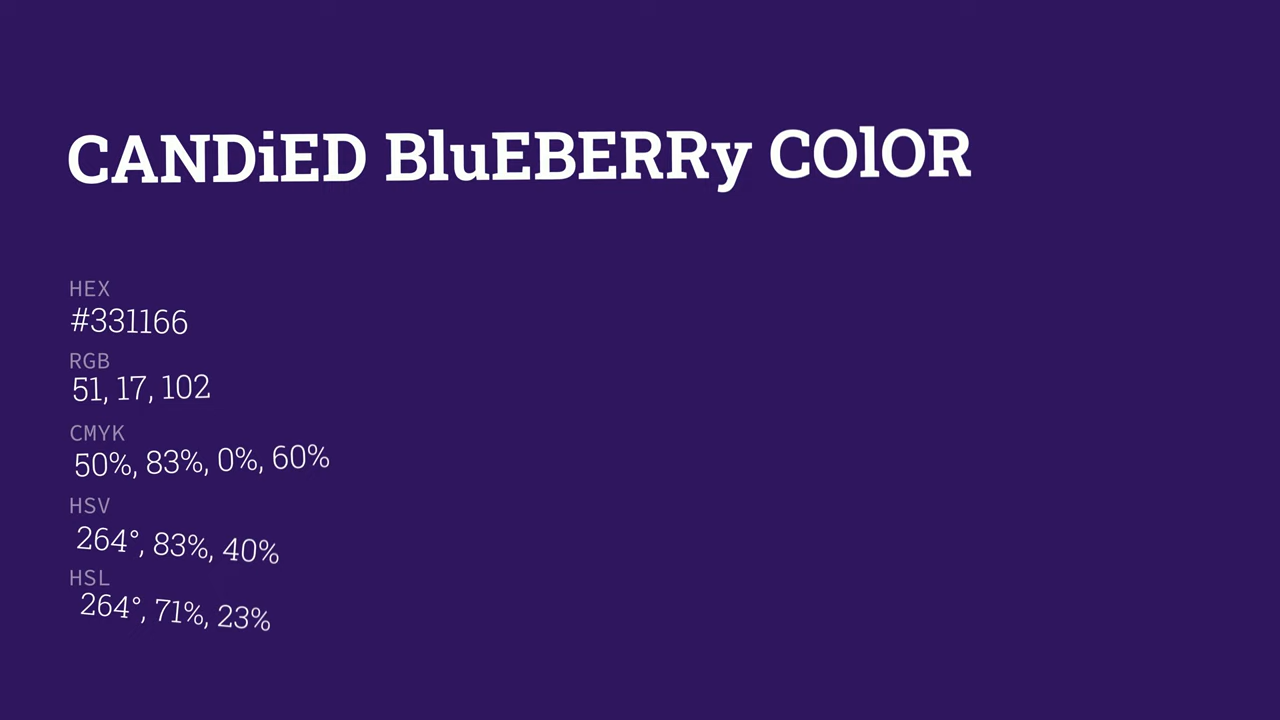 CANDiED BluEBERRy COlOR
HEX
#331166
RGB
51, 17, 102
CMYK
50%, 83%, 0%, 60%
HSV
264°, 83%, 40%
HSL
264°, 71%, 23%